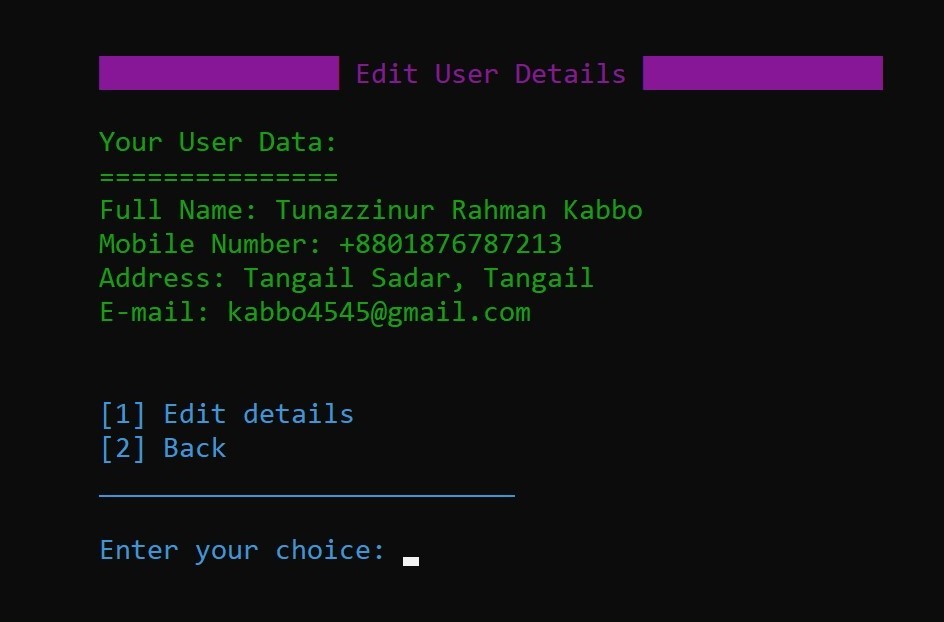 Edit User Details
Your User Data:
===============
Full Name: Tunazzinur Rahman Kabbo
Mobile Number: +8801876787213
Address: Tangail Sadar, Tangail
E-mail: kabbo4545@gmail.com
[1] Edit details
[2] Back
__________________________
Enter your choice: